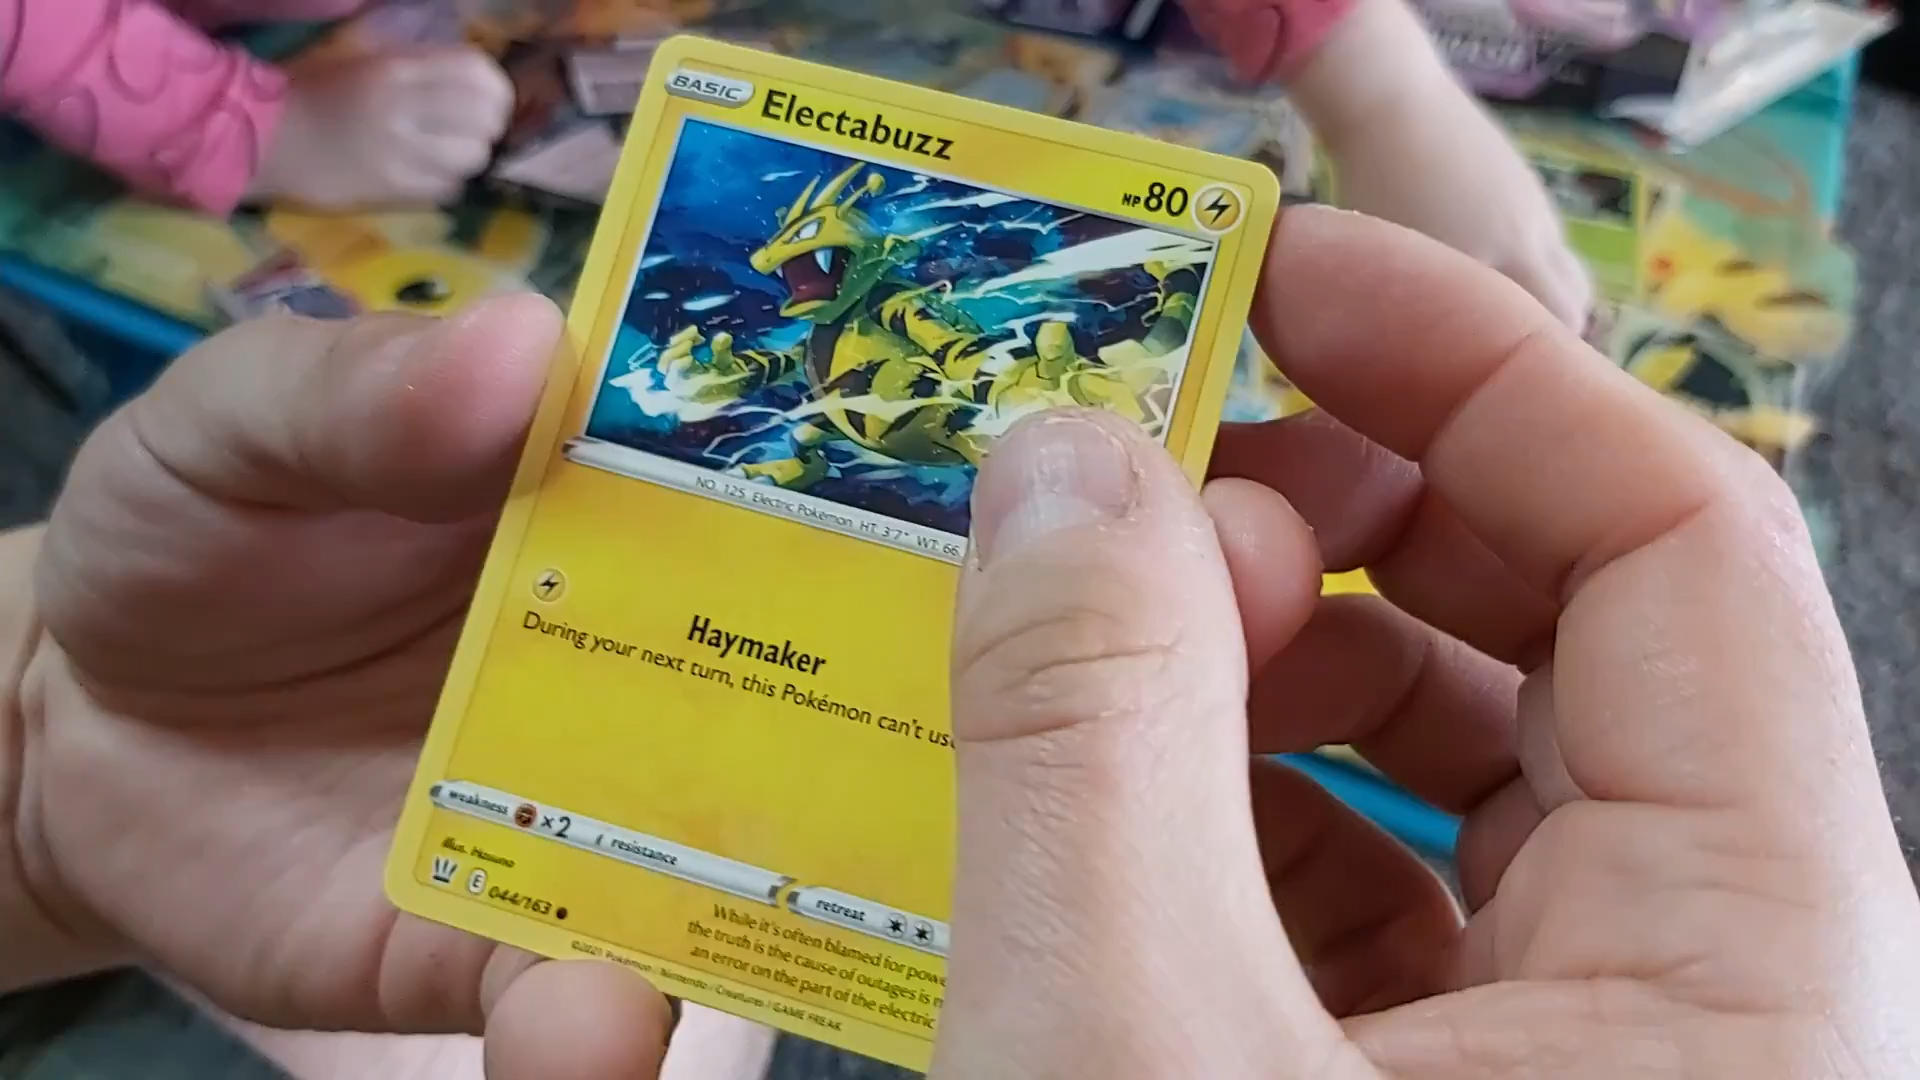 BASIC
Electabuzz
HP 80
NO. 125 Electric Pokémon HT: 3'7" WT: 66.
Haymaker
During your next turn, this Pokémon can't us
weakness ×2 resistance
retreat
Illus. Hasuno
E 044/163
While it's often blamed for powe
the truth is the cause of outages is n
an error on the part of the electric
©2021 Pokémon / Nintendo / Creatures / GAME FREAK